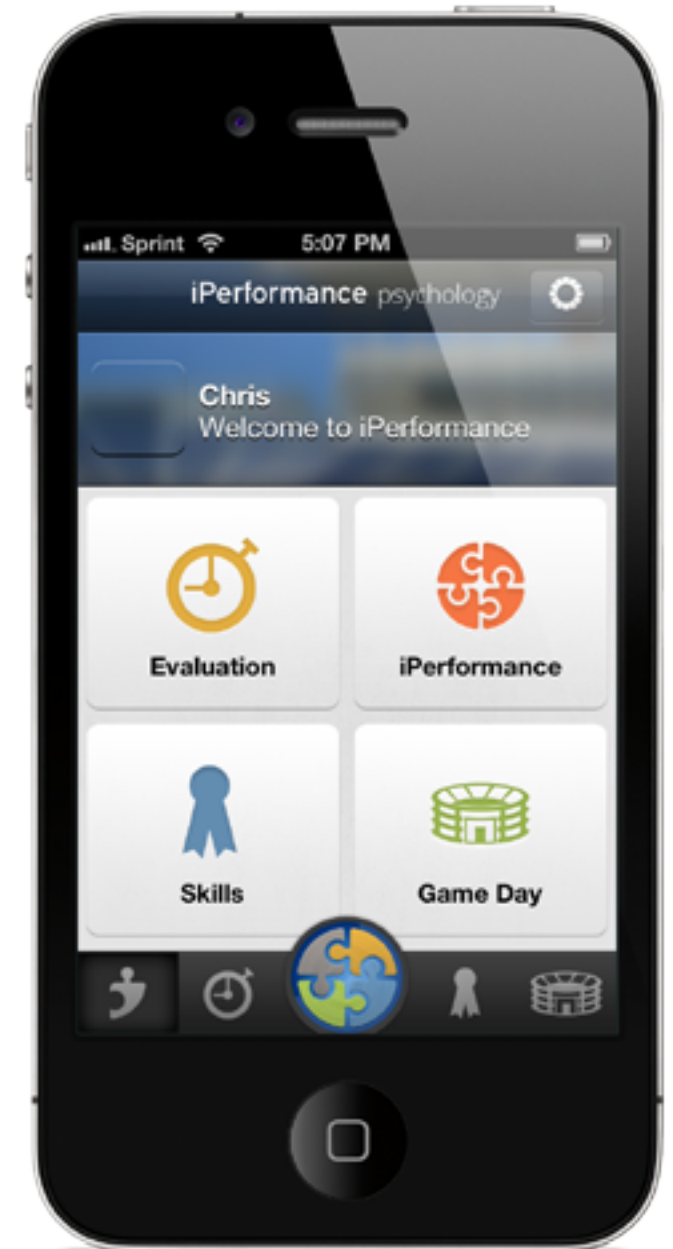 Sprint 5:07 PM
iPerformance psychology
Chris
Welcome to iPerformance
Evaluation iPerformance
Skills Game Day